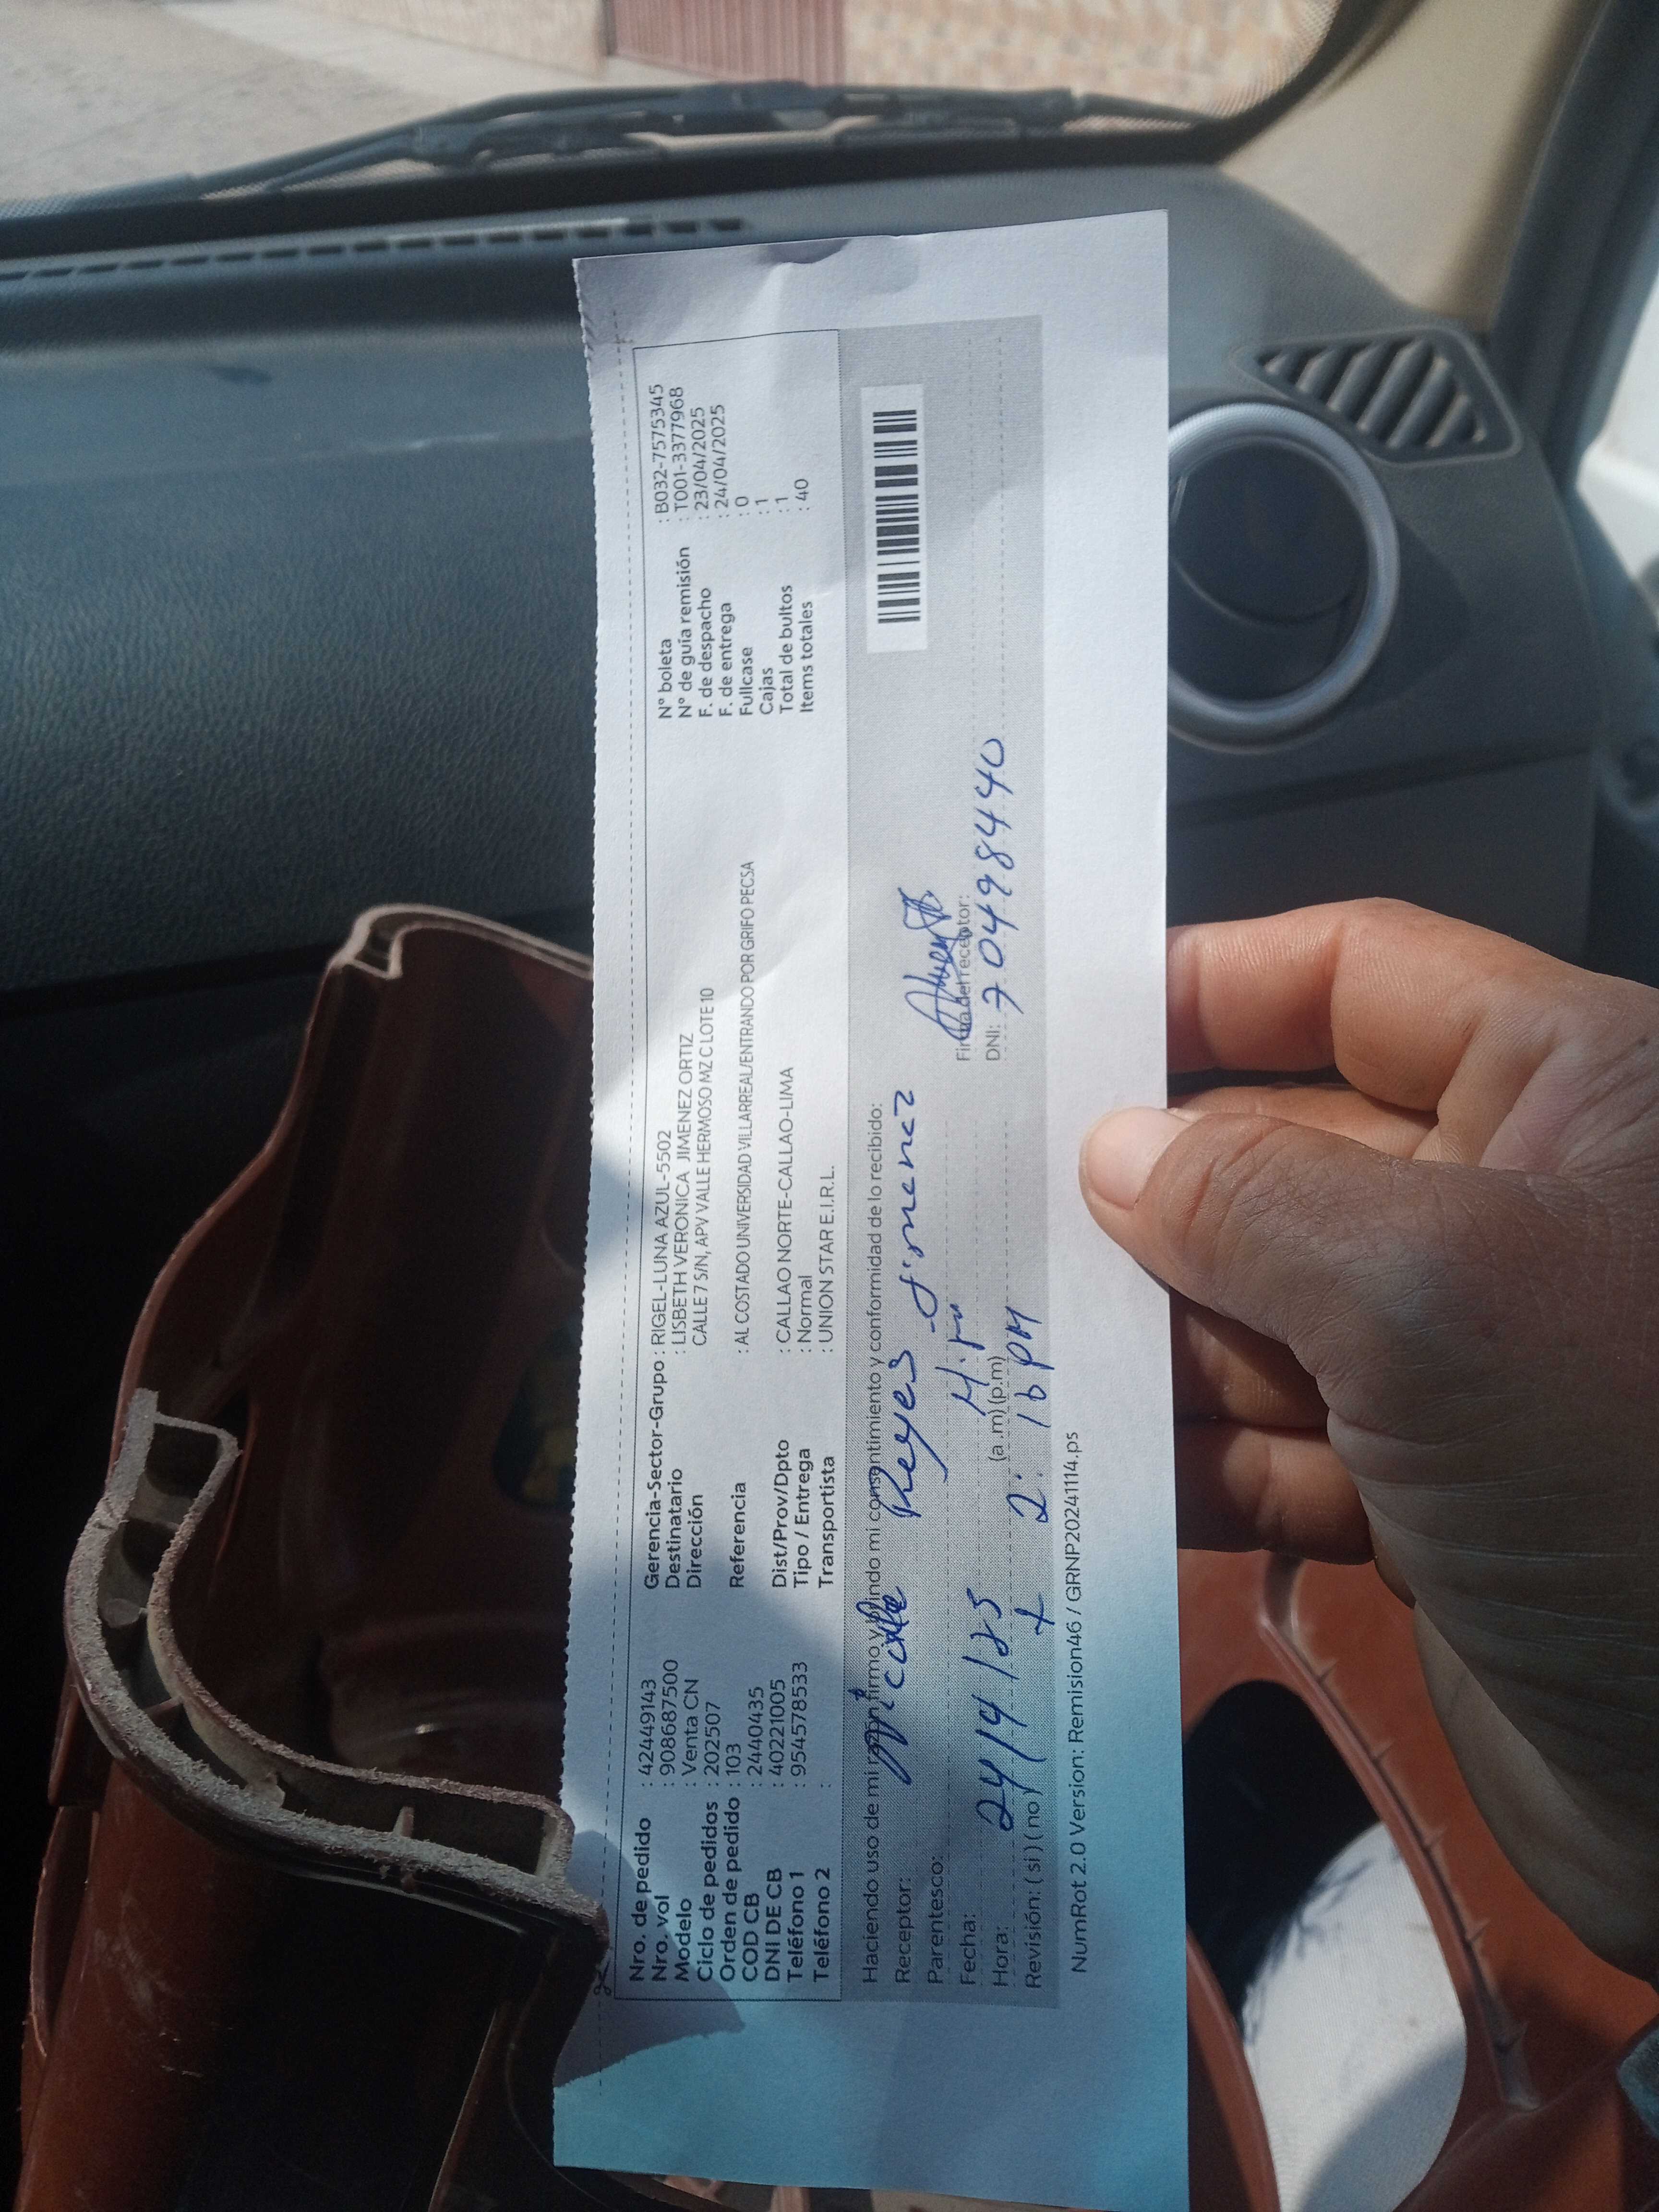 Nro. de pedido : 42449143
Nro. vol : 908687500
Modelo : Venta CN
Ciclo de pedidos : 202507
Orden de pedido : 103
COD CB : 2440435
DNI DE CB : 40221005
Teléfono 1 : 954578533
Teléfono 2 :
Gerencia-Sector-Grupo : RIGEL-LUNA AZUL-5502
Destinatario : LISBETH VERONICA JIMENEZ ORTIZ
Dirección CALLE 7 S/N, APV VALLE HERMOSO MZ C LOTE 10
Referencia : AL COSTADO UNIVERSIDAD VILLARREAL/ENTRANDO POR GRIFO PECSA
Dist/Prov/Dpto : CALLAO NORTE-CALLAO-LIMA
Tipo / Entrega : Normal
Transportista : UNION STAR E.I.R.L.
N° boleta : B032-7575345
N° de guía remisión : T001-3377968
F. de despacho : 23/04/2025
F. de entrega : 24/04/2025
Fullcase : 0
Cajas : 1
Total de bultos : 1
Items totales : 40
Haciendo uso de mi razón firmo y brindo mi consentimiento y conformidad de lo recibido:
Receptor: Reyes Jimenez
Parentesco:
Fecha: 24/4/25
Hora: 2:16 pm (a .m) (p.m)
Revisión: ( si ) ( no )
Firma del receptor:
DNI: 70498440
NumRot 2.0 Version: Remision46 / GRNP20241114.ps